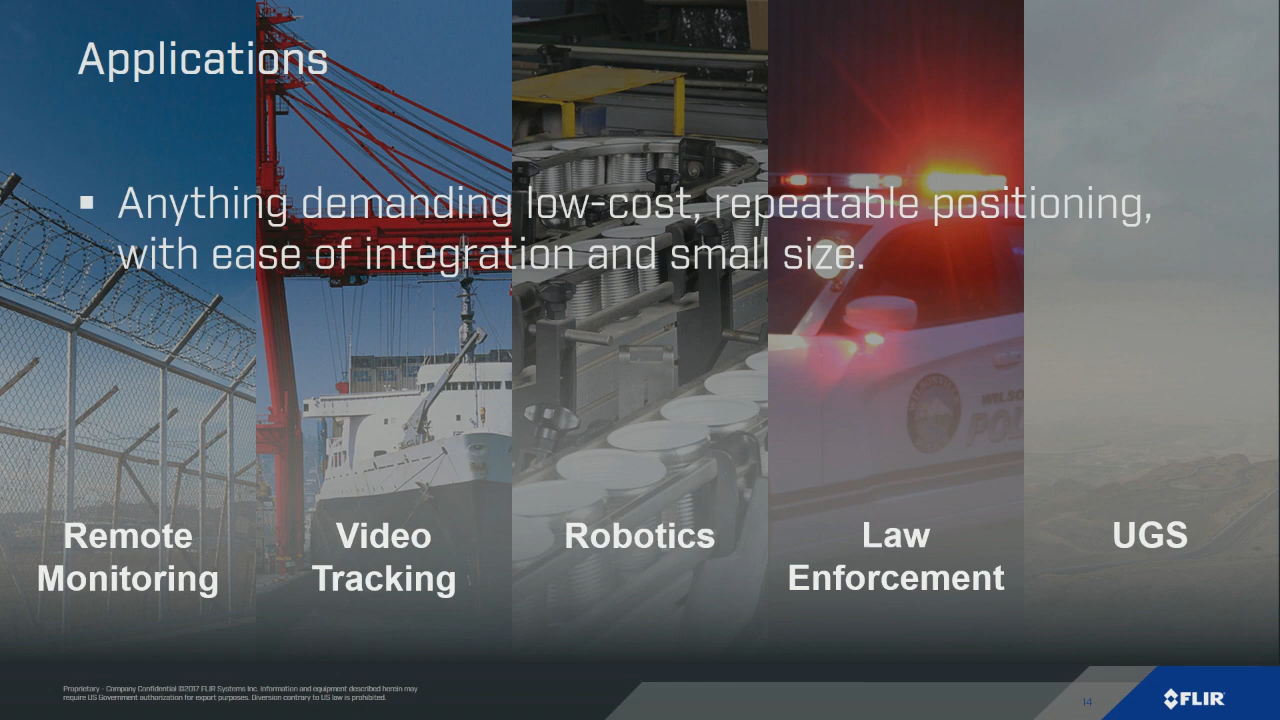 Applications
▪ Anything demanding low-cost, repeatable positioning,
with ease of integration and small size.
Remote
Monitoring
Video
Tracking
Robotics
Law
Enforcement
UGS
WILSO
POL
Proprietary - Company Confidential ©2017 FLIR Systems Inc. Information and equipment described herein may
require US Government authorization for export purposes. Diversion contrary to US law is prohibited.
14
FLIR